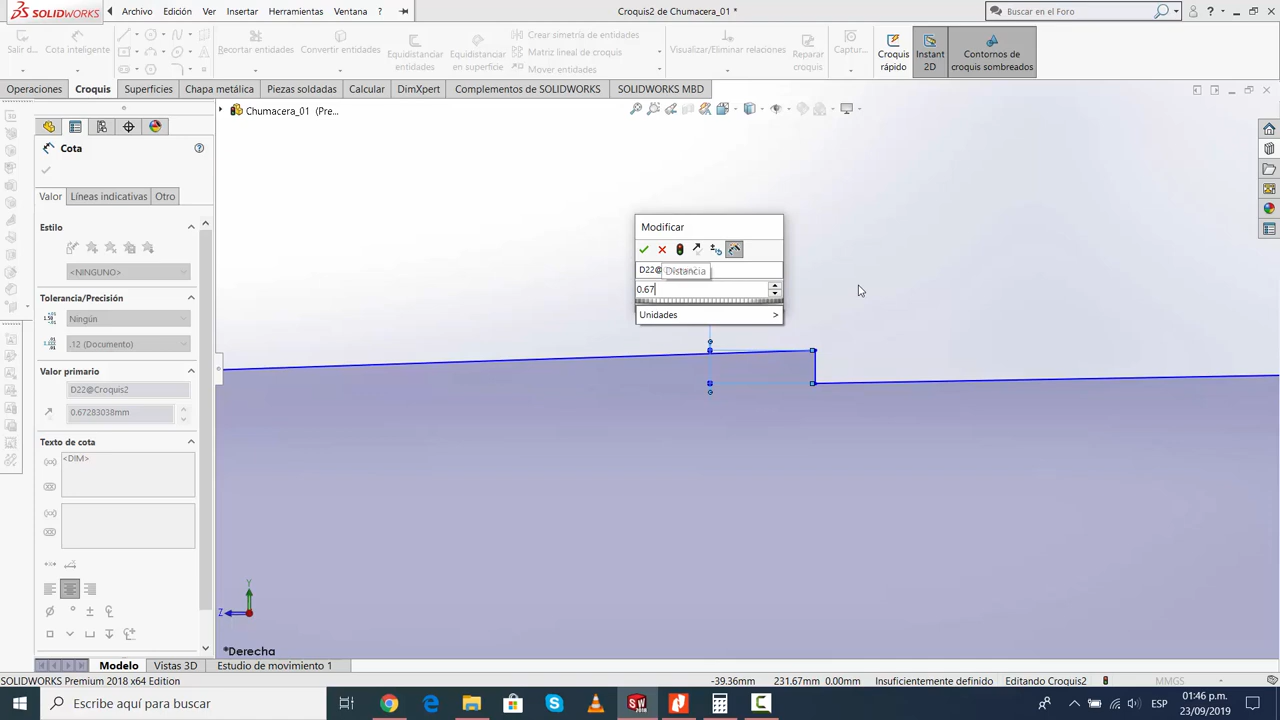 SOLIDWORKS
Archivo Edición Ver Insertar Herramientas Ventana ?
Croquis2 de Chumacera_01 *
Buscar en el Foro
Salir d...
Cota inteligente
Recortar entidades
Convertir entidades
Equidistanciar entidades
Equidistanciar en superficie
Crear simetría de entidades
Matriz lineal de croquis
Mover entidades
Visualizar/Eliminar relaciones
Reparar croquis
Captur...
Croquis rápido
Instant 2D
Contornos de croquis sombreados
Operaciones Croquis Superficies Chapa metálica Piezas soldadas Calcular DimXpert Complementos de SOLIDWORKS SOLIDWORKS MBD
Chumacera_01 (Pre...
Cota
Valor Líneas indicativas Otro
Estilo
<NINGUNO>
Tolerancia/Precisión
Ningún
.12 (Documento)
Valor primario
D22@Croquis2
0.67283038mm
Texto de cota
<DIM>
Modificar
D22@
Distancia
0.67
Unidades >
Y
Z
*Derecha
Modelo Vistas 3D Estudio de movimiento 1
SOLIDWORKS Premium 2018 x64 Edition
-39.36mm 231.67mm 0.00mm Insuficientemente definido Editando Croquis2 MMGS
Escribe aquí para buscar
ESP
01:46 p.m.
23/09/2019